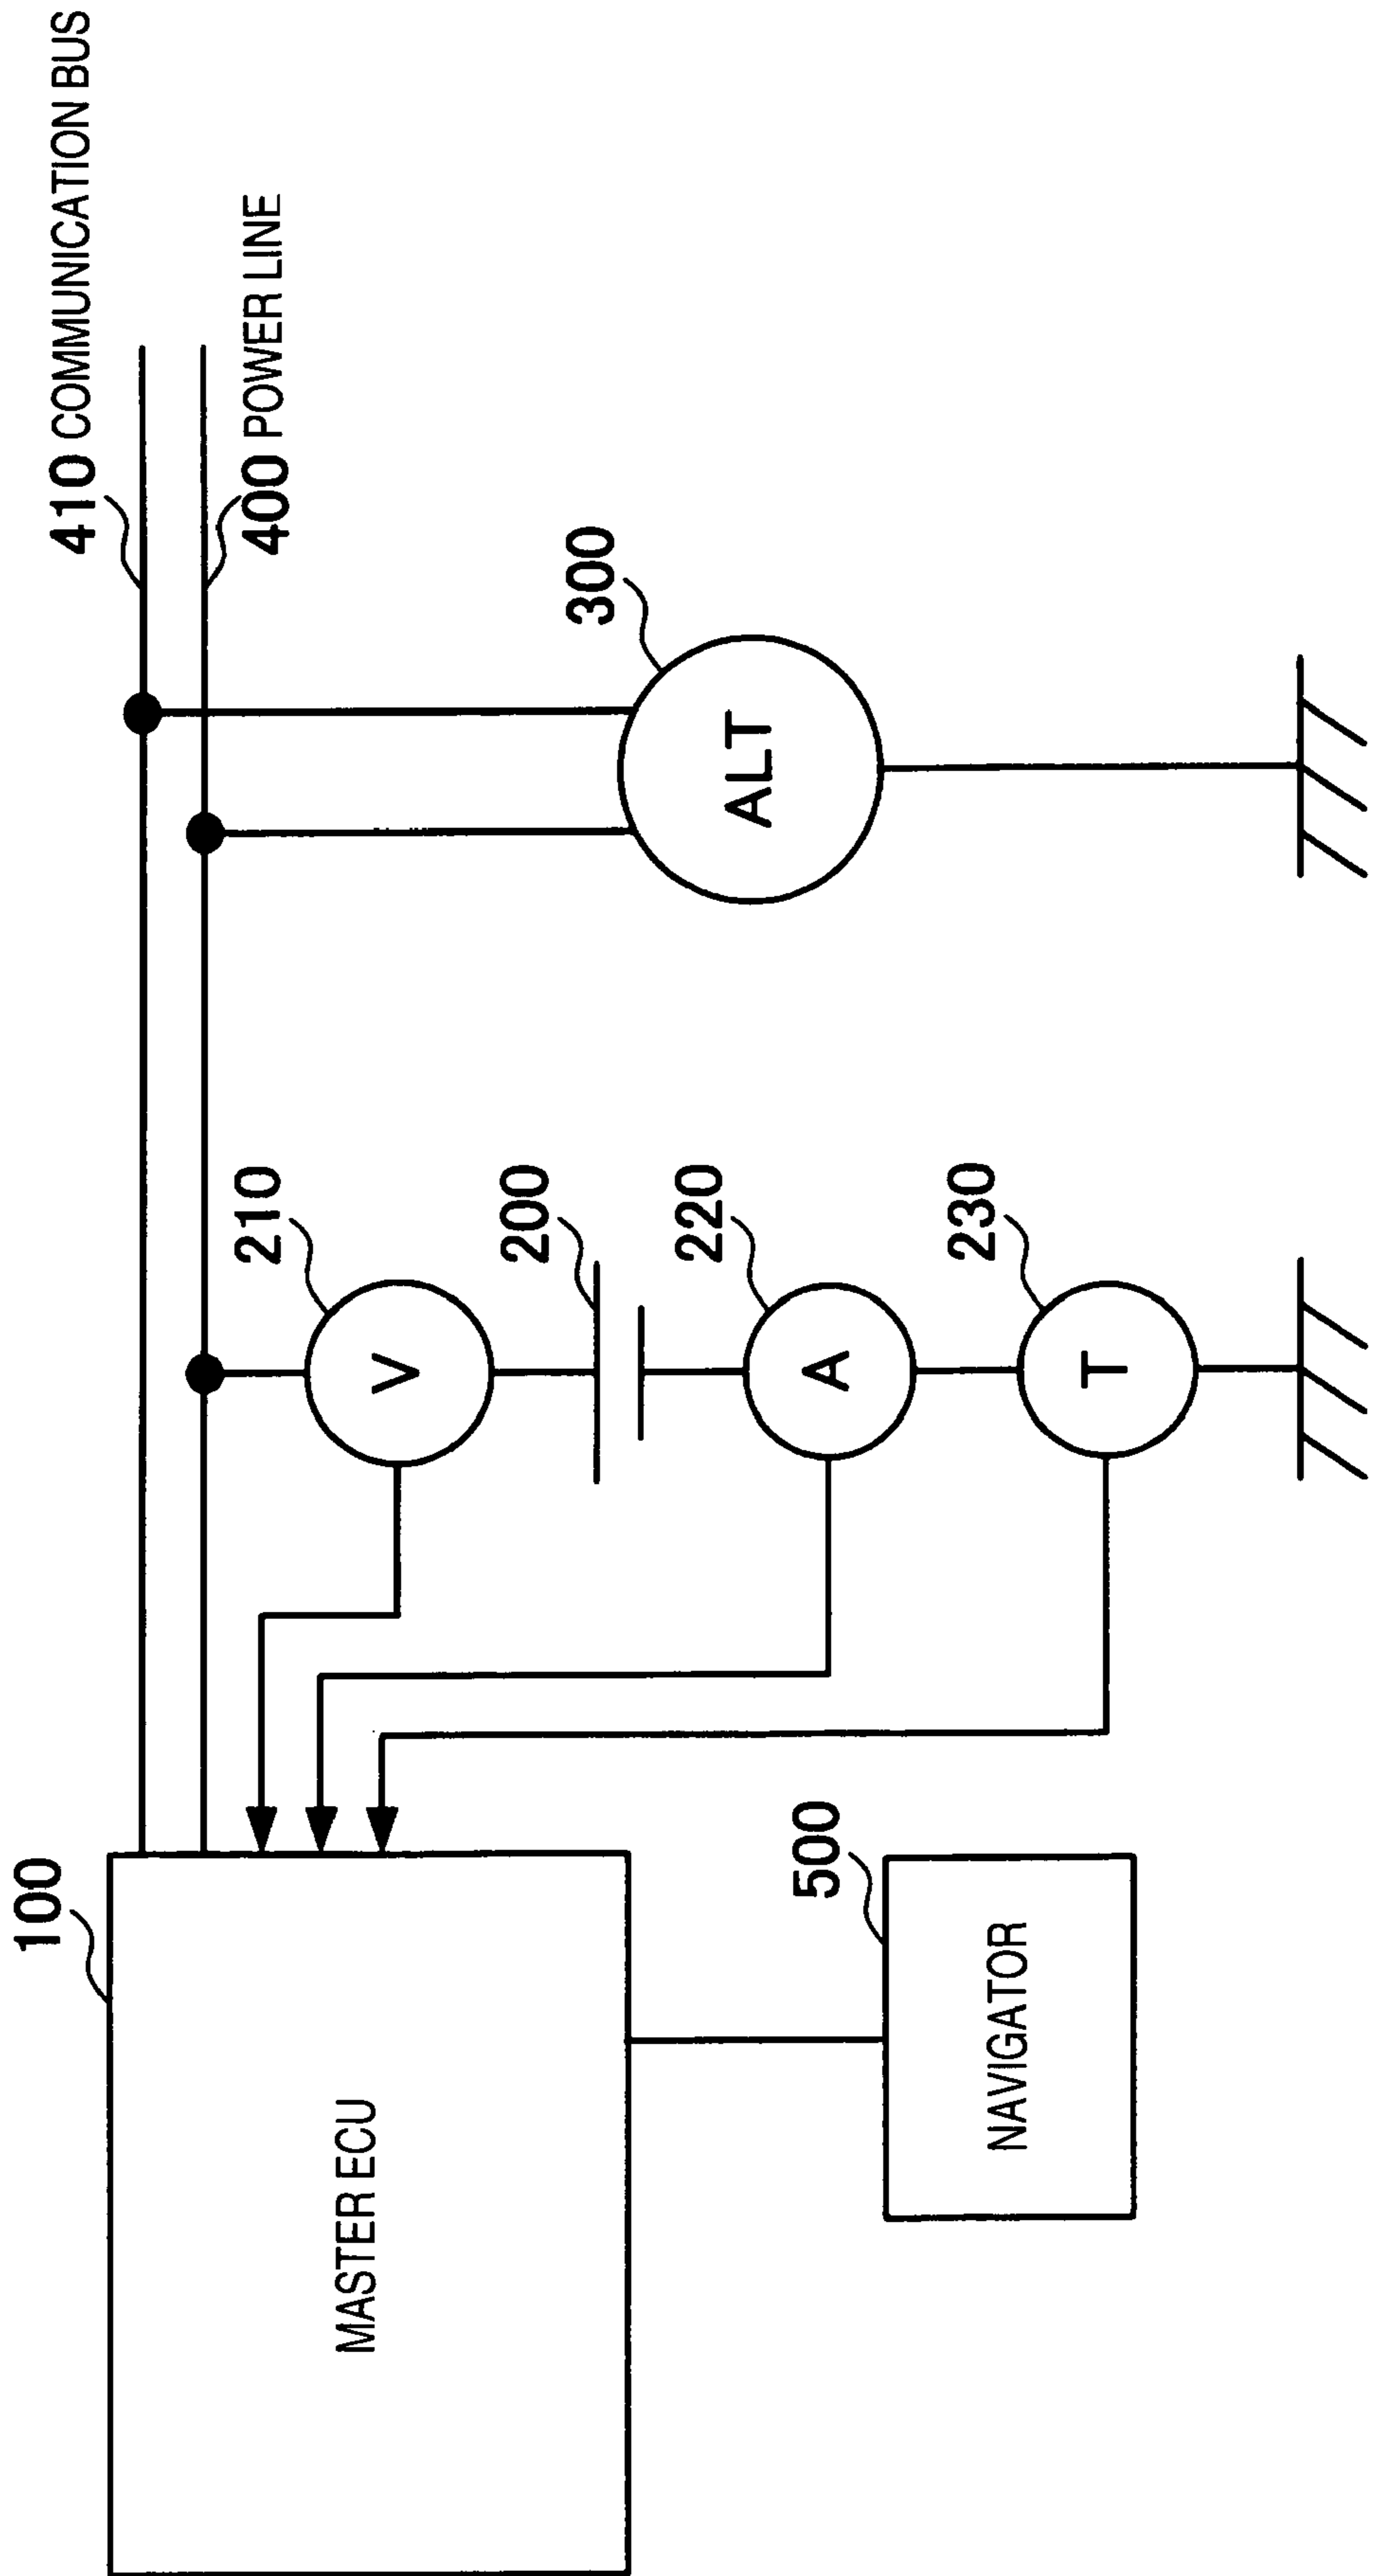 100
MASTER ECU
410 COMMUNICATION BUS
400 POWER LINE
210
V
200
220
A
230
T
300
ALT
500
NAVIGATOR